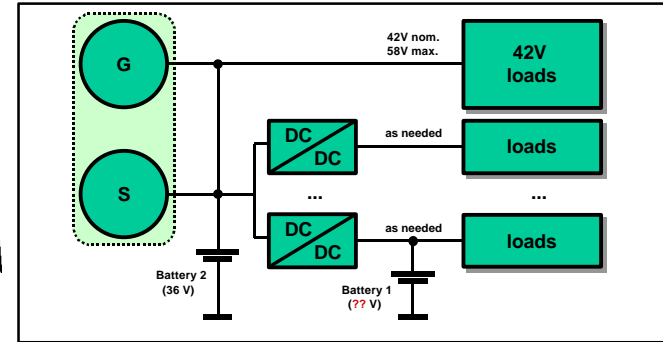 G
42V nom.
58V max.
42V
loads
DC
DC
as needed
loads
S
...
...
DC
DC
as needed
loads
Battery 2
(36 V)
Battery 1
(?? V)